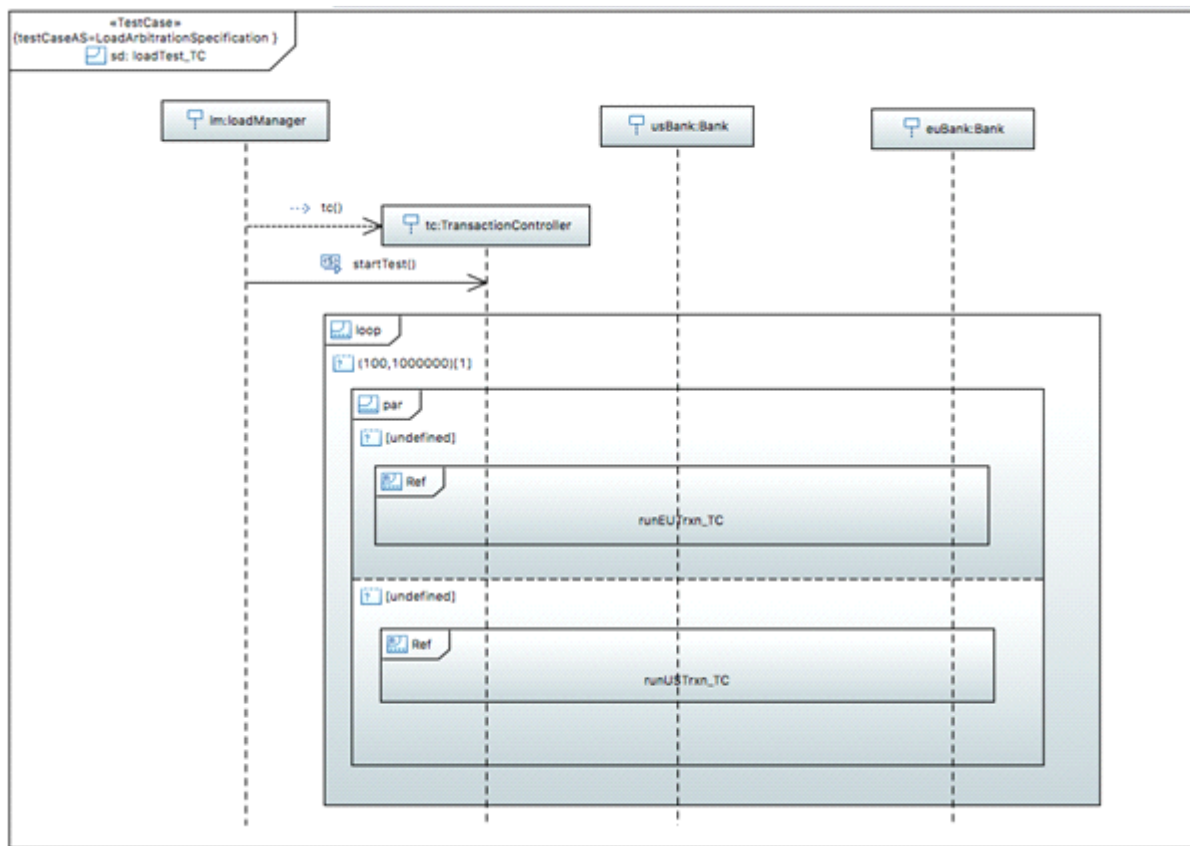 «TestCase»
{testCaseAS=LoadArbitrationSpecification }
sd: loadTest_TC
lm:loadManager
usBank:Bank
euBank:Bank
tc()
tc:TransactionController
startTest()
loop
(100,1000000)[1]
par
[undefined]
Ref
runEUTrxn_TC
[undefined]
Ref
runUSTrxn_TC